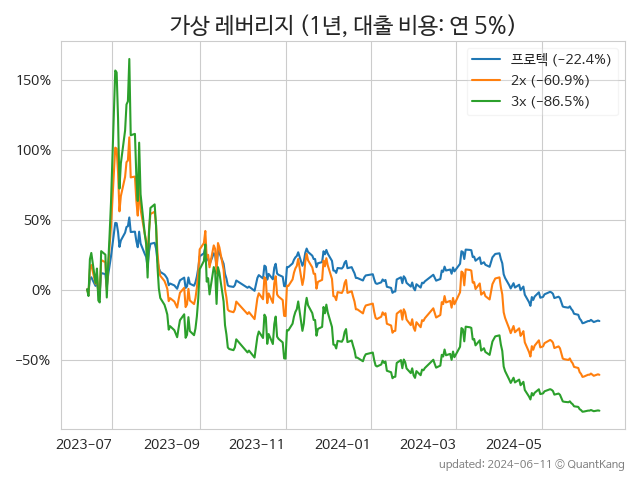 가상 레버리지 (1년, 대출 비용: 연 5%)
프로텍 (−22.4%)
2x (−60.9%)
3x (−86.5%)
150%
100%
50%
0%
−50%
2023-07 2023-09 2023-11 2024-01 2024-03 2024-05
updated: 2024-06-11 © QuantKang